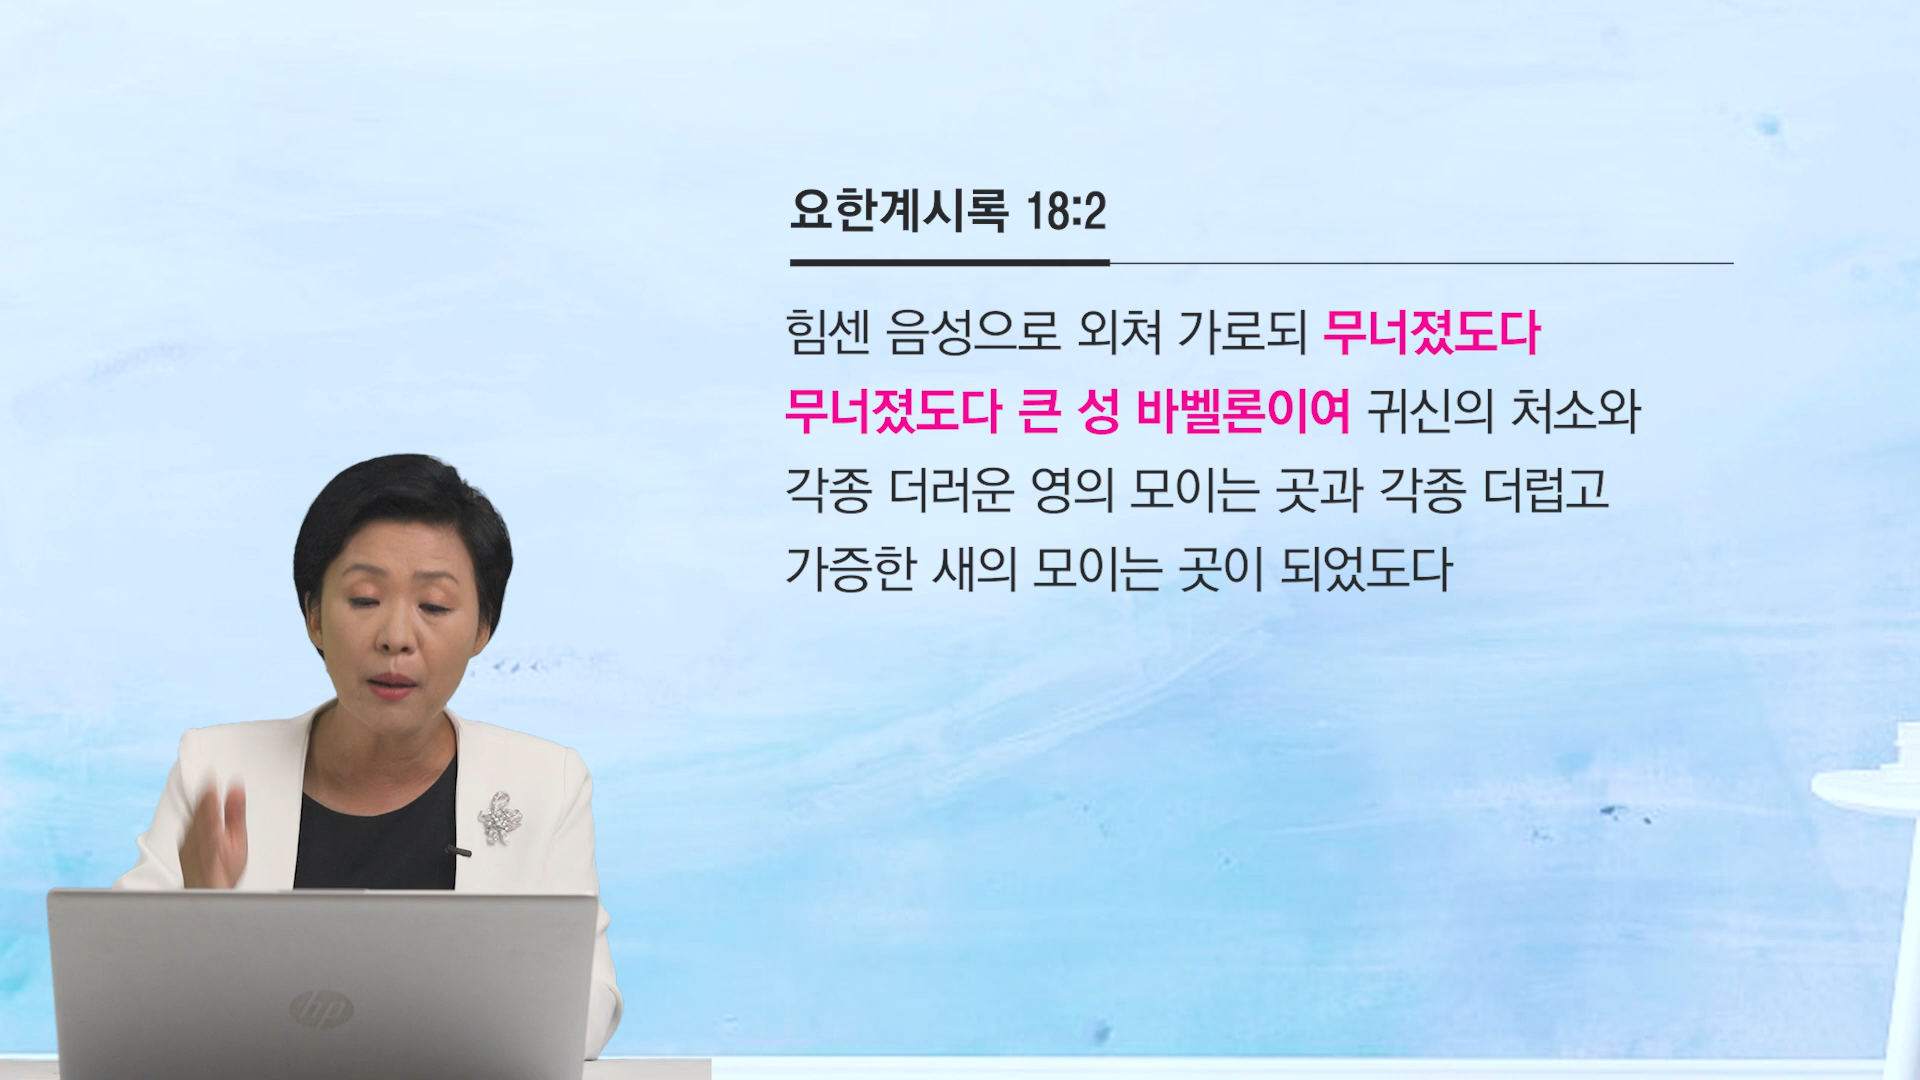 요한계시록 18:2
힘센 음성으로 외쳐 가로되 무너졌도다
무너졌도다 큰 성 바벨론이여 귀신의 처소와
각종 더러운 영의 모이는 곳과 각종 더럽고
가증한 새의 모이는 곳이 되었도다
hp